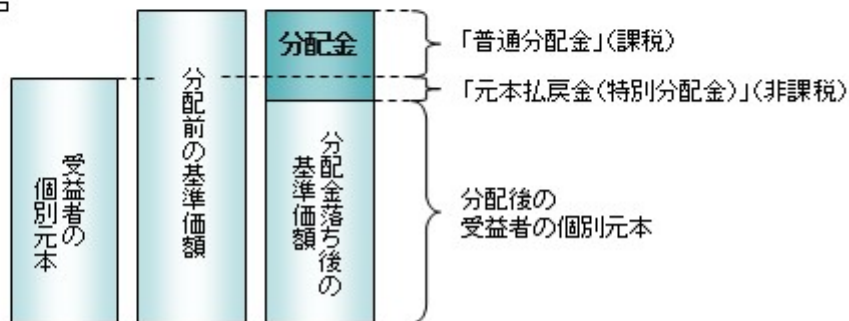 受益者の
個別元本
分配前の基準価額
分配金
分配金落ち後の
基準価額
「普通分配金」(課税)
「元本払戻金(特別分配金)」(非課税)
分配後の
受益者の個別元本